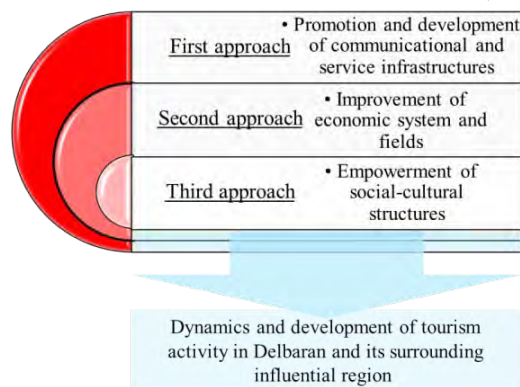 First approach
• Promotion and development
of communicational and
service infrastructures
Second approach
• Improvement of
economic system and
fields
Third approach
• Empowerment of
social-cultural
structures
Dynamics and development of tourism
activity in Delbaran and its surrounding
influential region